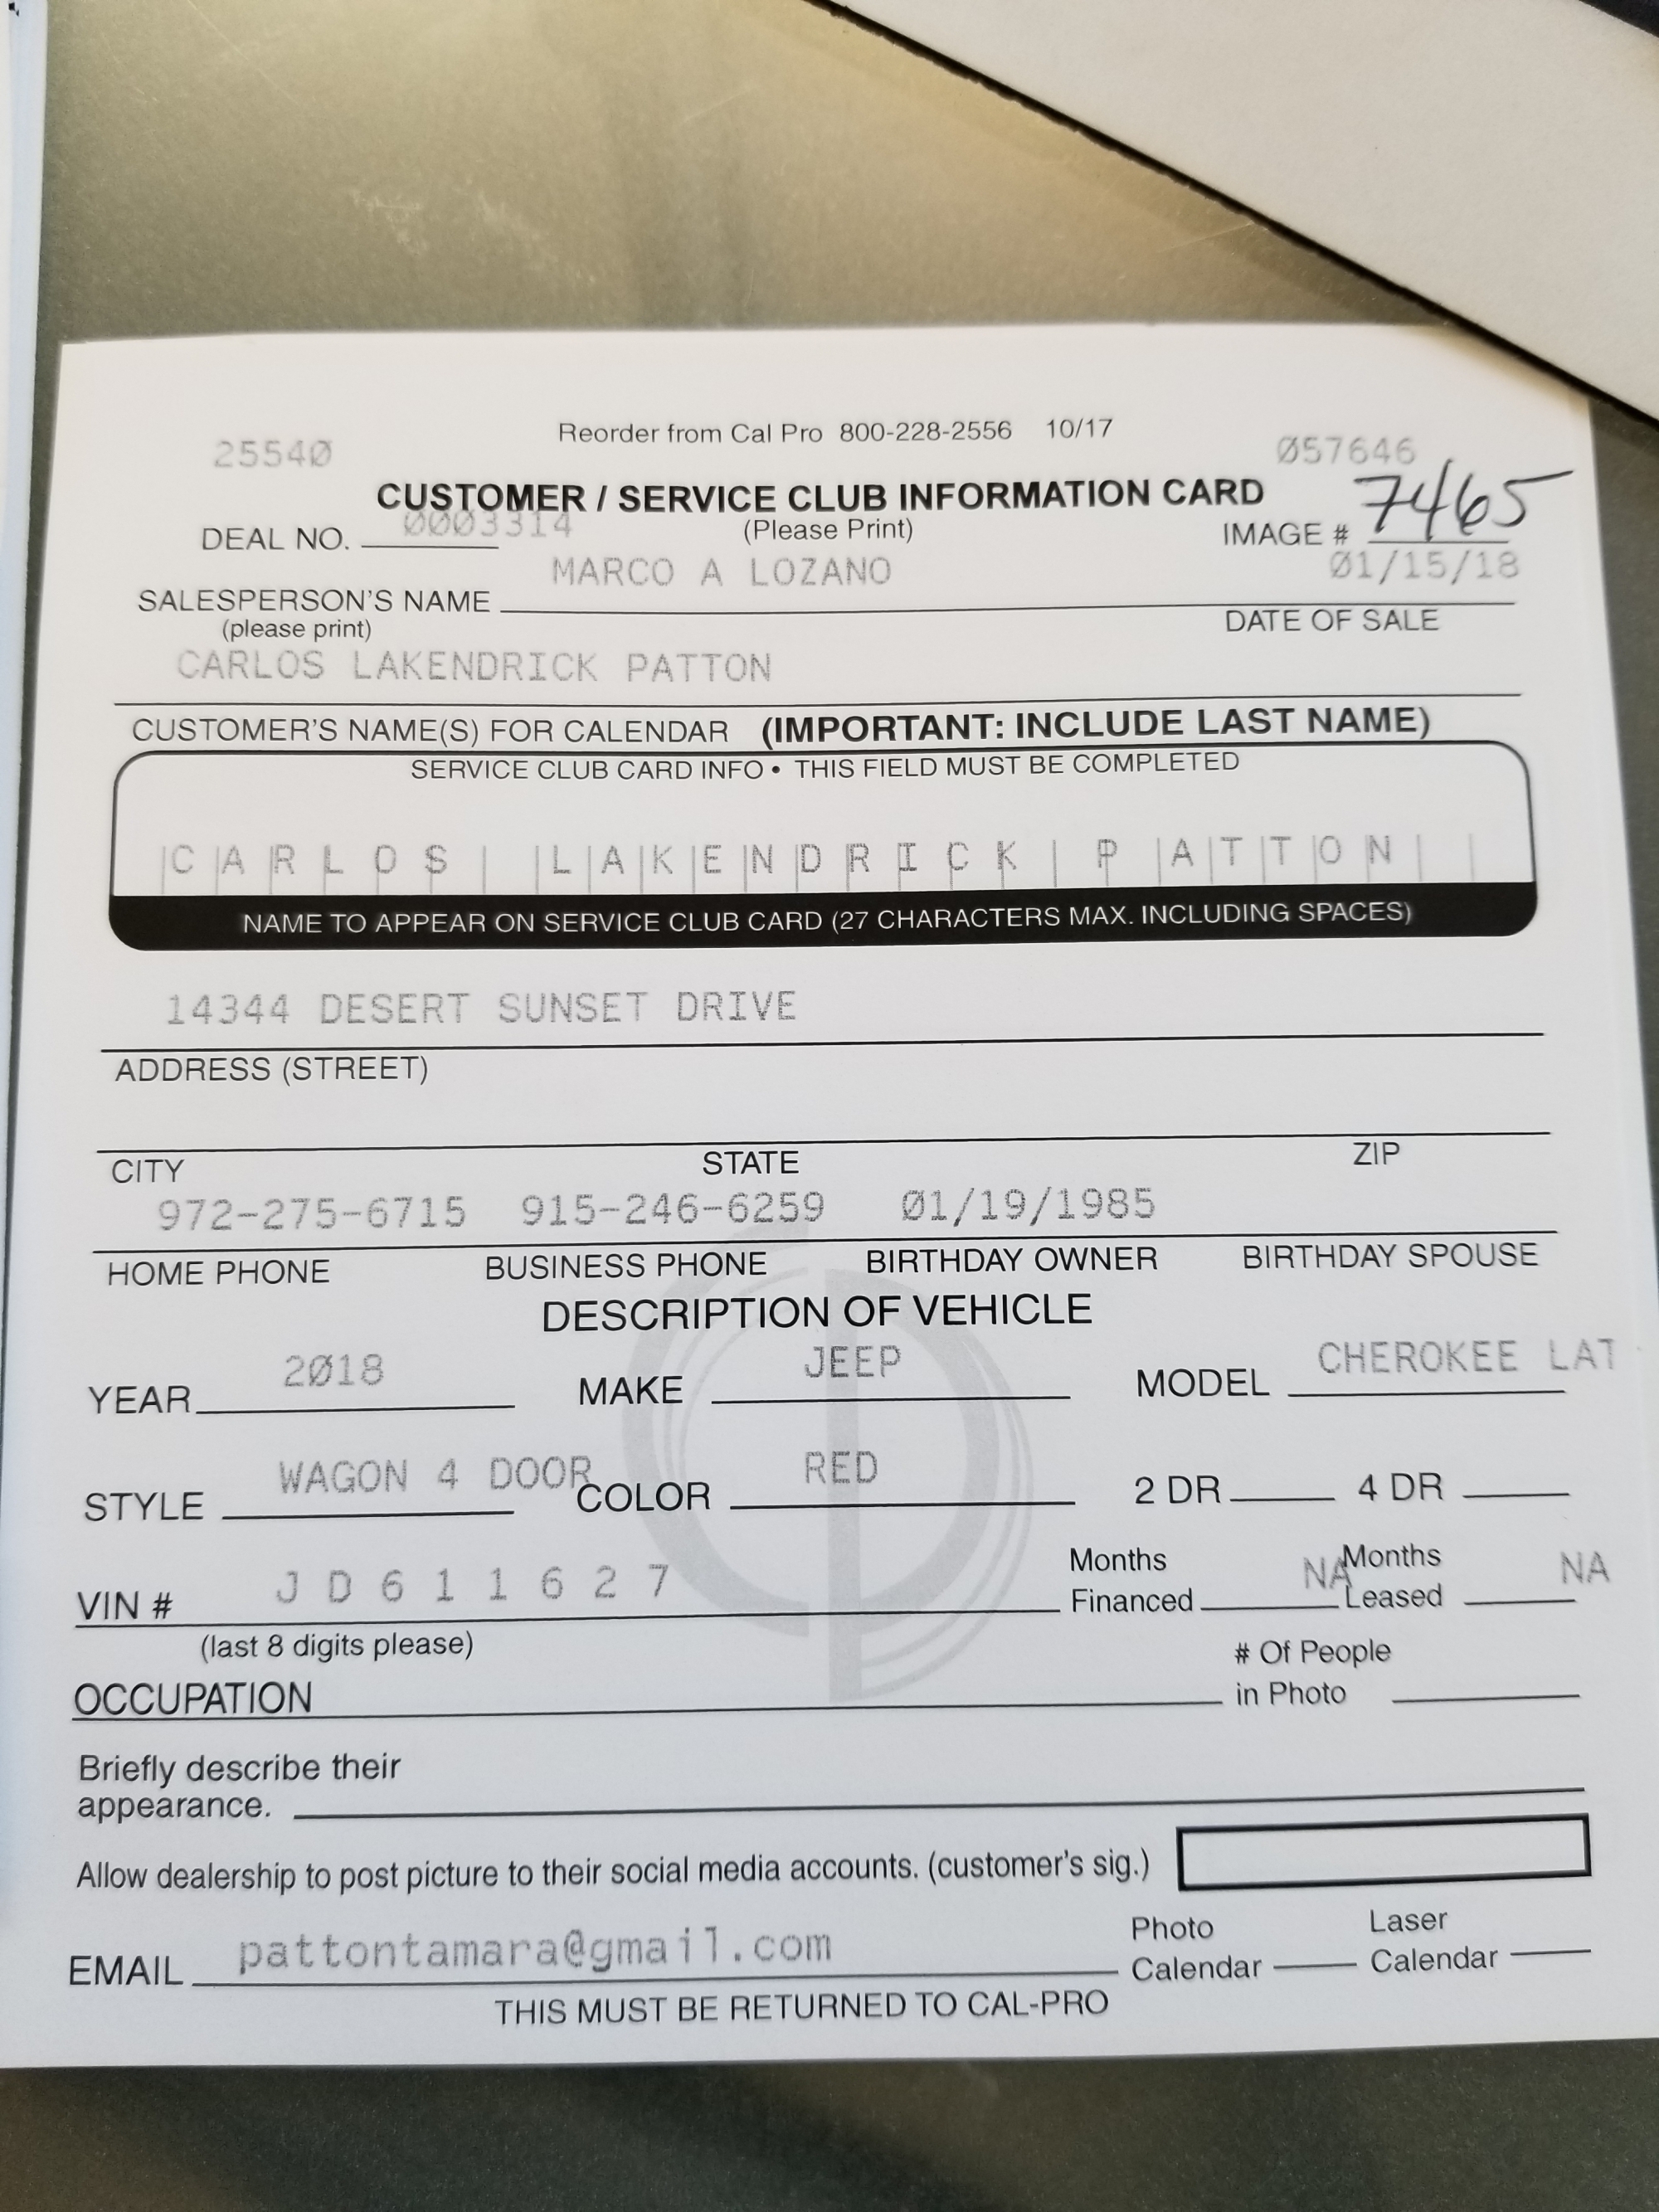 Reorder from Cal Pro 800-228-2556 10/17
25540 057646
CUSTOMER / SERVICE CLUB INFORMATION CARD
DEAL NO. 0003314 (Please Print) IMAGE # 7465
MARCO A LOZANO 01/15/18
SALESPERSON'S NAME
(please print) DATE OF SALE
CARLOS LAKENDRICK PATTON
CUSTOMER'S NAME(S) FOR CALENDAR (IMPORTANT: INCLUDE LAST NAME)
SERVICE CLUB CARD INFO • THIS FIELD MUST BE COMPLETED
CARLOS LAKENDRICK PATTON
NAME TO APPEAR ON SERVICE CLUB CARD (27 CHARACTERS MAX. INCLUDING SPACES)
14344 DESERT SUNSET DRIVE
ADDRESS (STREET)
CITY STATE ZIP
972-275-6715 915-246-6259 01/19/1985
HOME PHONE BUSINESS PHONE BIRTHDAY OWNER BIRTHDAY SPOUSE
DESCRIPTION OF VEHICLE
YEAR 2018 MAKE JEEP MODEL CHEROKEE LAT
STYLE WAGON 4 DOOR COLOR RED 2 DR 4 DR
VIN # J D 6 1 1 6 2 7 Months Financed NA Months Leased NA
(last 8 digits please)
OCCUPATION # Of People in Photo
Briefly describe their
appearance.
Allow dealership to post picture to their social media accounts. (customer's sig.)
EMAIL pattontamara@gmail.com Photo Calendar Laser Calendar
THIS MUST BE RETURNED TO CAL-PRO